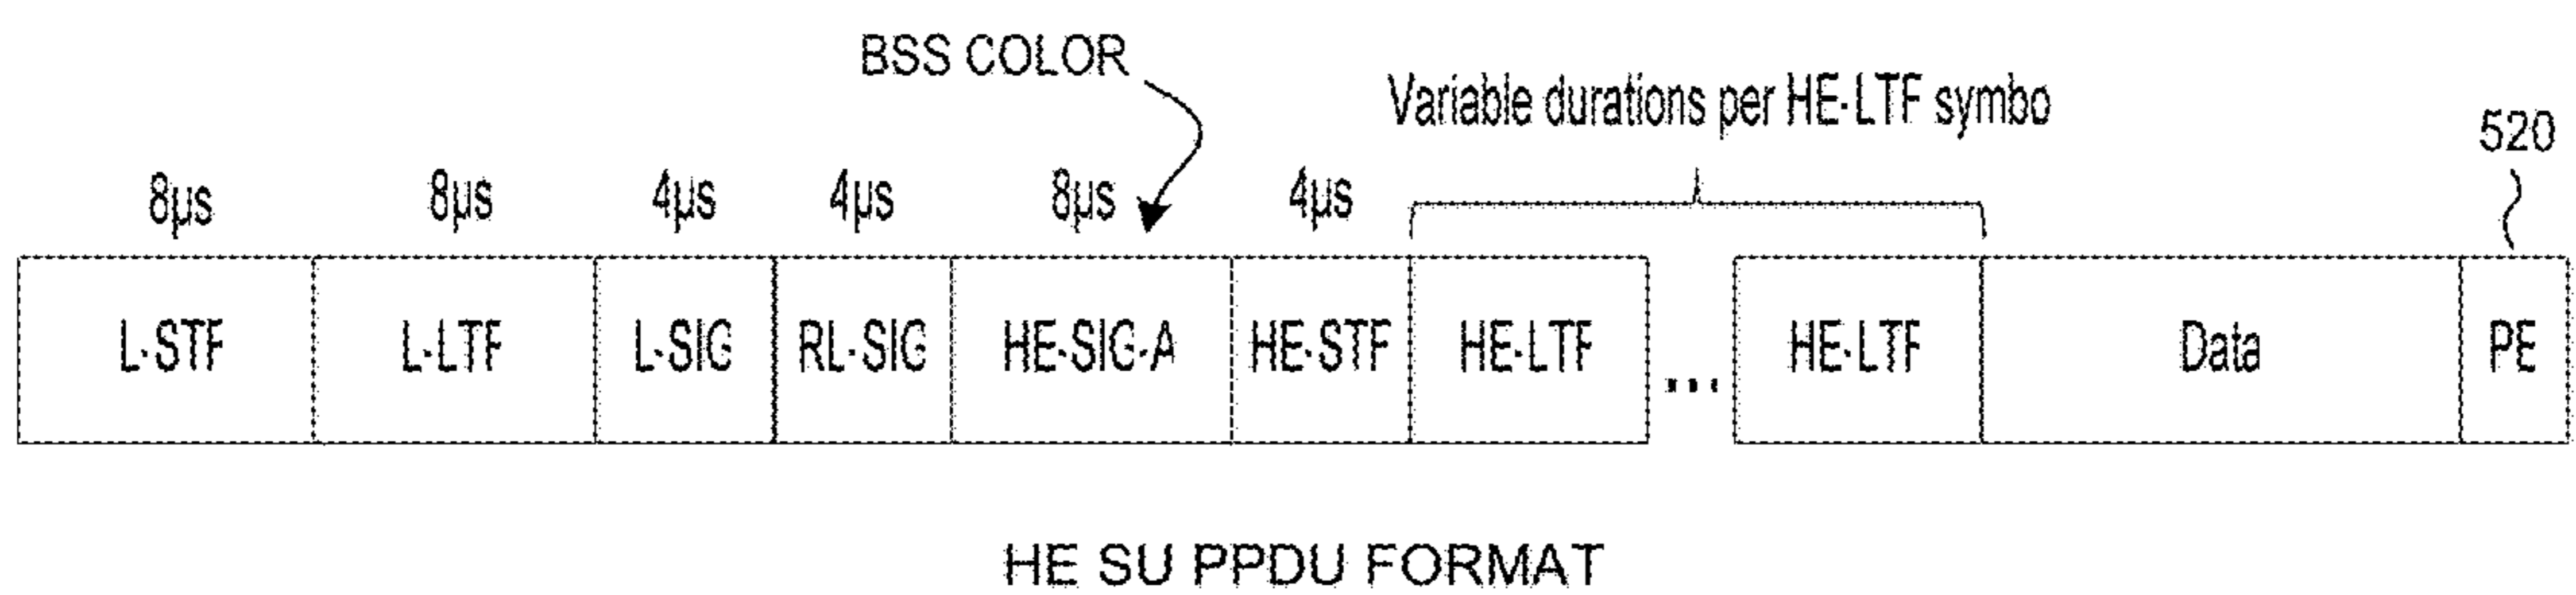 BSS COLOR
Variable durations per HE-LTF symbo
520
8µs 8µs 4µs 4µs 8µs 4µs
L-STF L-LTF L-SIG RL-SIG HE-SIG-A HE-STF HE-LTF ... HE-LTF Data PE
HE SU PPDU FORMAT